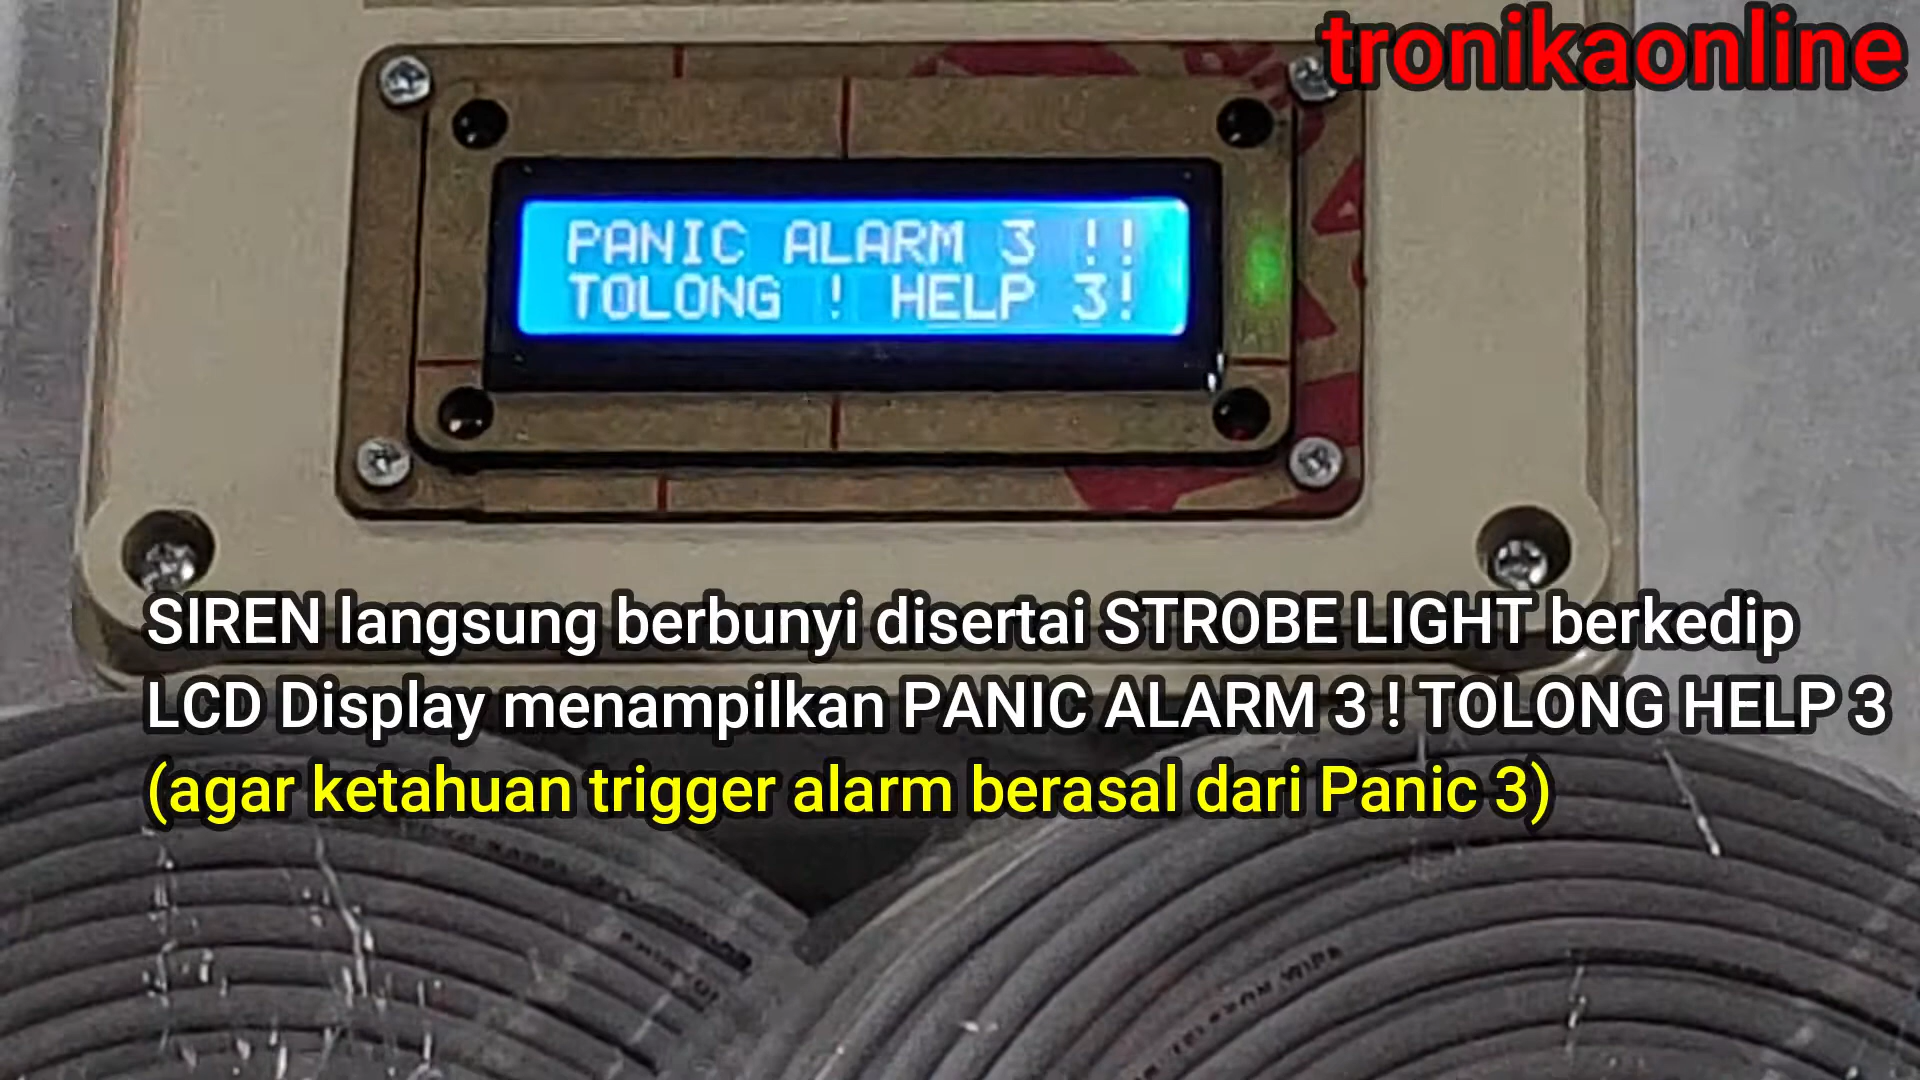 tronikaonline
PANIC ALARM 3 !!
TOLONG ! HELP 3!
SIREN langsung berbunyi disertai STROBE LIGHT berkedip
LCD Display menampilkan PANIC ALARM 3 ! TOLONG HELP 3
(agar ketahuan trigger alarm berasal dari Panic 3)